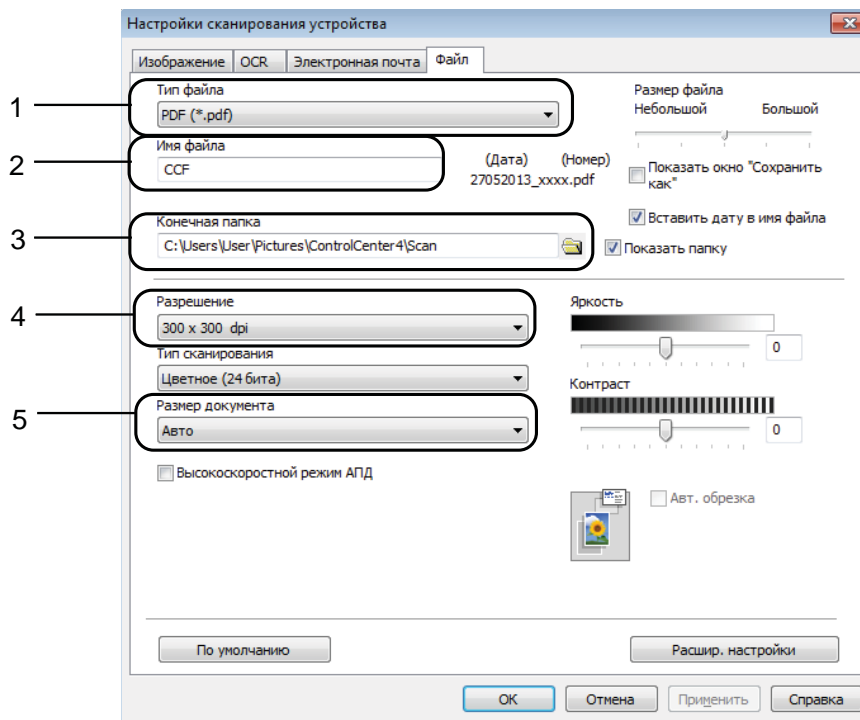 Настройки сканирования устройства
Изображение
OCR
Электронная почта
Файл
1
Тип файла
PDF (*.pdf)
Размер файла
Небольшой
Большой
2
Имя файла
CCF
(Дата)
(Номер)
27052013_xxxx.pdf
Показать окно "Сохранить
как"
Вставить дату в имя файла
3
Конечная папка
C:\Users\User\Pictures\ControlCenter4\Scan
Показать папку
4
Разрешение
300 x 300 dpi
Тип сканирования
Цветное (24 бита)
5
Размер документа
Авто
Высокоскоростной режим АПД
Яркость
0
Контраст
0
Авт. обрезка
По умолчанию
Расшир. настройки
ОК
Отмена
Применить
Справка